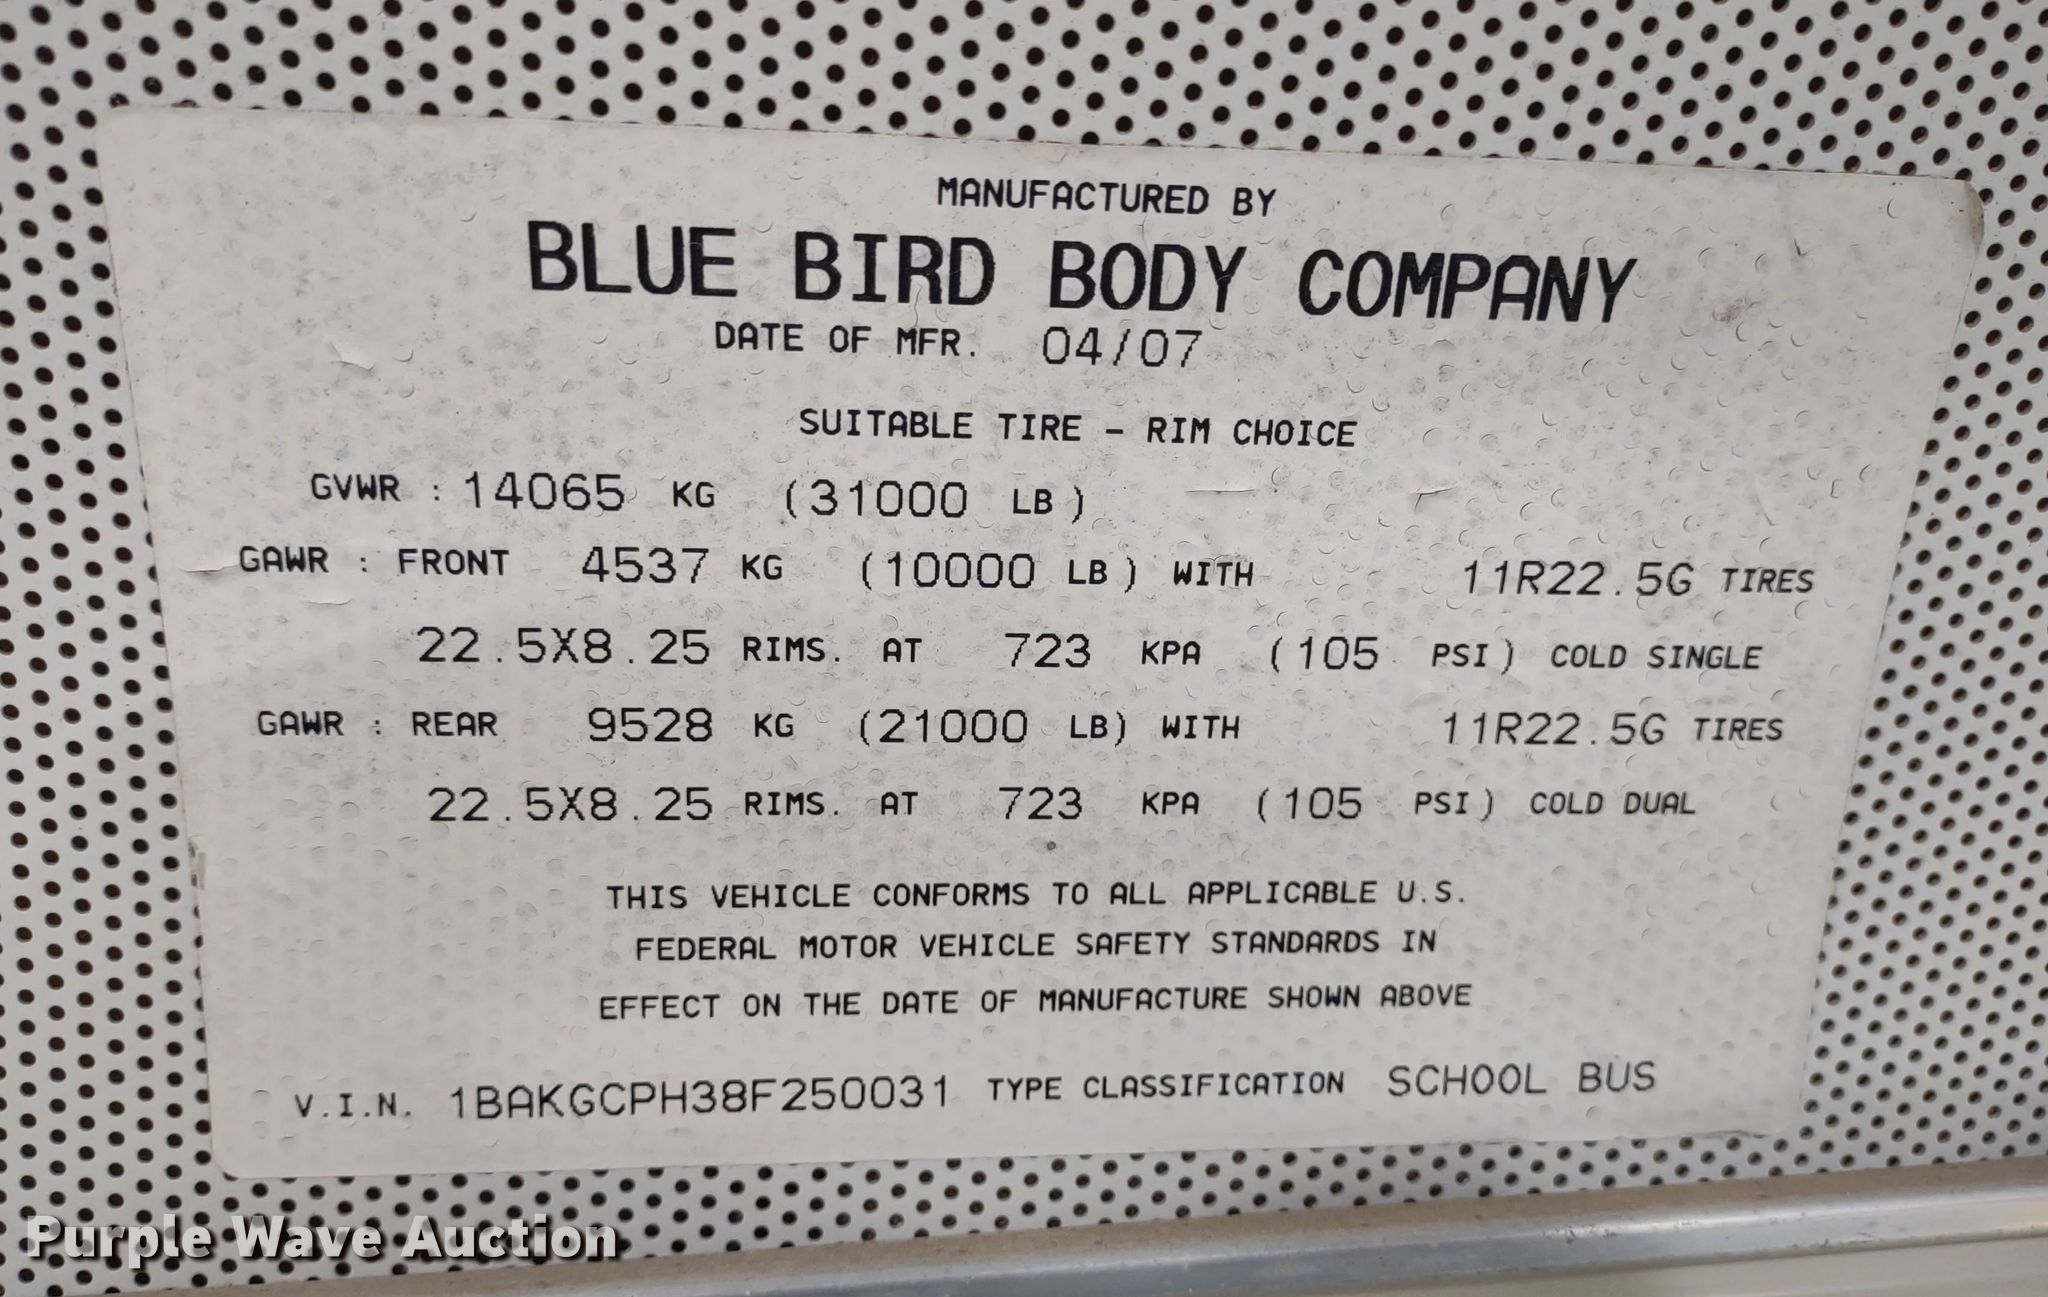 MANUFACTURED BY
BLUE BIRD BODY COMPANY
DATE OF MFR. 04/07
SUITABLE TIRE - RIM CHOICE
GVWR : 14065 KG (31000 LB)
GAWR : FRONT 4537 KG (10000 LB) WITH 11R22.5G TIRES
22.5X8.25 RIMS. AT 723 KPA (105 PSI) COLD SINGLE
GAWR : REAR 9528 KG (21000 LB) WITH 11R22.5G TIRES
22.5X8.25 RIMS. AT 723 KPA (105 PSI) COLD DUAL
THIS VEHICLE CONFORMS TO ALL APPLICABLE U.S.
FEDERAL MOTOR VEHICLE SAFETY STANDARDS IN
EFFECT ON THE DATE OF MANUFACTURE SHOWN ABOVE
V.I.N. 1BAKGCPH38F250031 TYPE CLASSIFICATION SCHOOL BUS
Purple Wave Auction